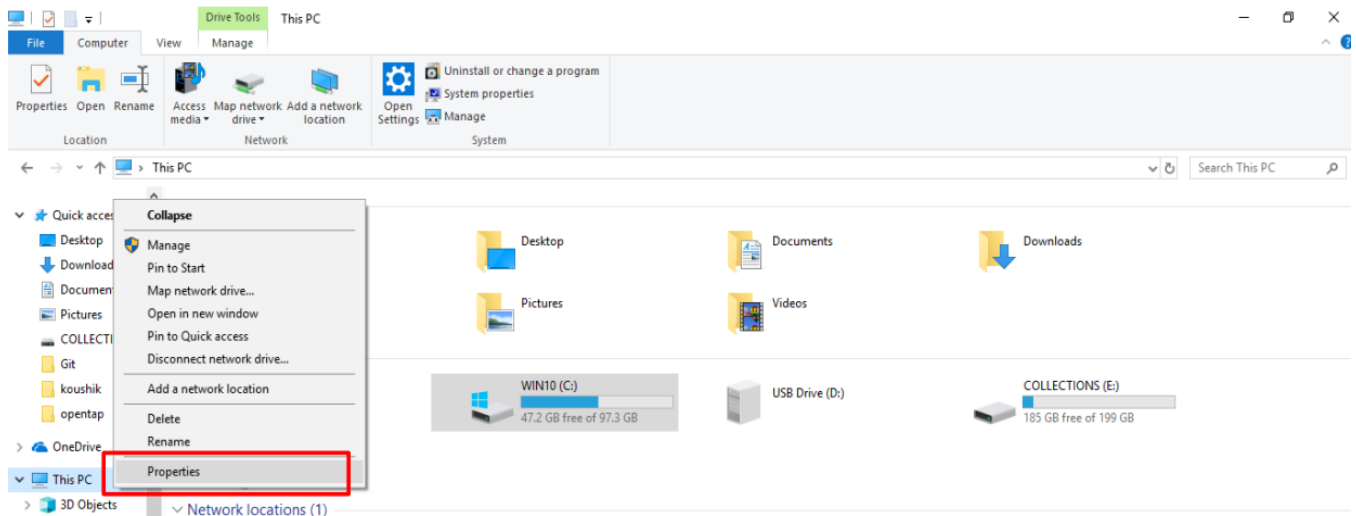 Drive Tools
This PC
File
Computer
View
Manage
Properties
Open
Rename
Access
media
Map network
drive
Add a network
location
Open
Settings
Uninstall or change a program
System properties
Manage
Location
Network
System
This PC
Search This PC
Quick acces
Desktop
Download
Documen
Pictures
COLLECTI
Git
koushik
opentap
OneDrive
This PC
3D Objects
Collapse
Manage
Pin to Start
Map network drive...
Open in new window
Pin to Quick access
Disconnect network drive...
Add a network location
Delete
Rename
Properties
Desktop
Documents
Downloads
Pictures
Videos
WIN10 (C:)
47.2 GB free of 97.3 GB
USB Drive (D:)
COLLECTIONS (E:)
185 GB free of 199 GB
Network locations (1)